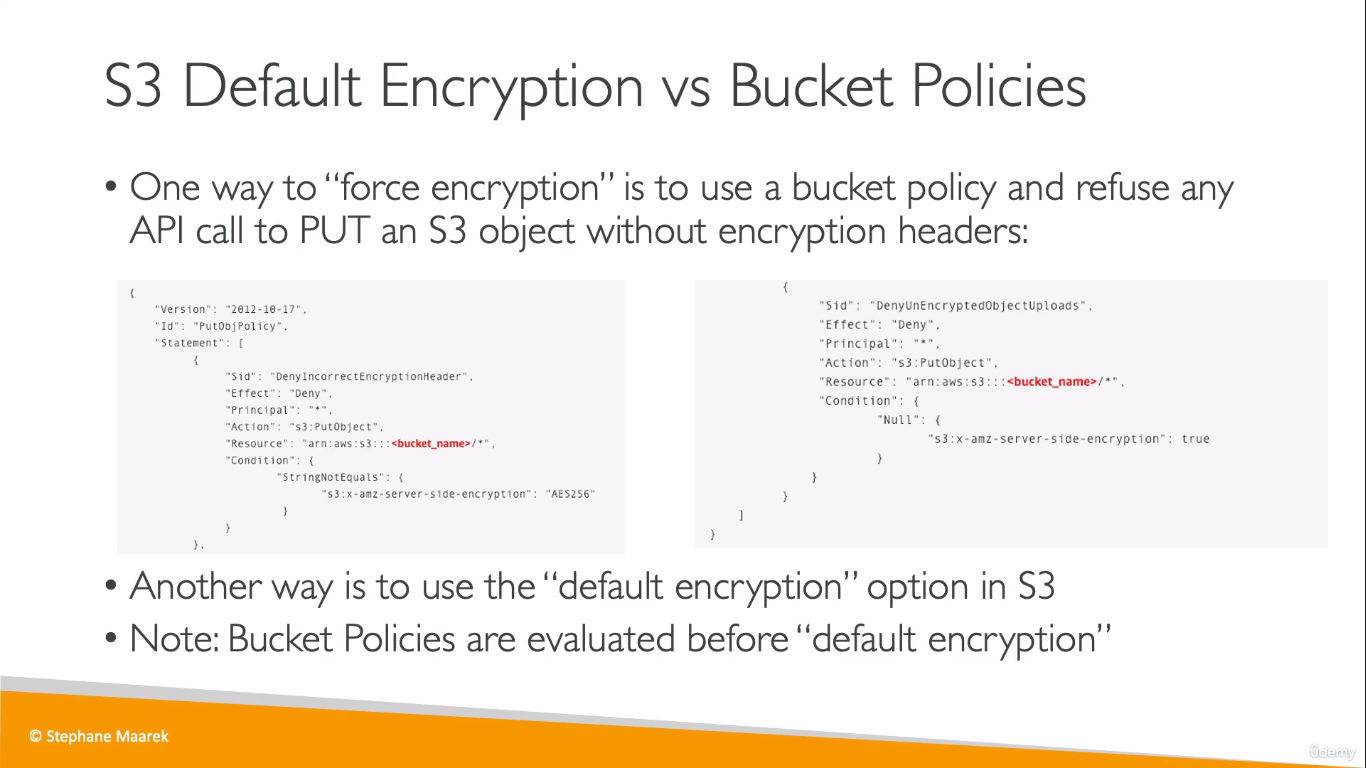 S3 Default Encryption vs Bucket Policies
• One way to “force encryption” is to use a bucket policy and refuse any
API call to PUT an S3 object without encryption headers:
{
"Version": "2012-10-17",
"Id": "PutObjPolicy",
"Statement": [
{
"Sid": "DenyIncorrectEncryptionHeader",
"Effect": "Deny",
"Principal": "*",
"Action": "s3:PutObject",
"Resource": "arn:aws:s3:::<bucket_name>/*",
"Condition": {
"StringNotEquals": {
"s3:x-amz-server-side-encryption": "AES256"
}
}
},
{
"Sid": "DenyUnEncryptedObjectUploads",
"Effect": "Deny",
"Principal": "*",
"Action": "s3:PutObject",
"Resource": "arn:aws:s3:::<bucket_name>/*",
"Condition": {
"Null": {
"s3:x-amz-server-side-encryption": true
}
}
}
]
}
• Another way is to use the “default encryption” option in S3
• Note: Bucket Policies are evaluated before “default encryption”
© Stephane Maarek
ûdemy